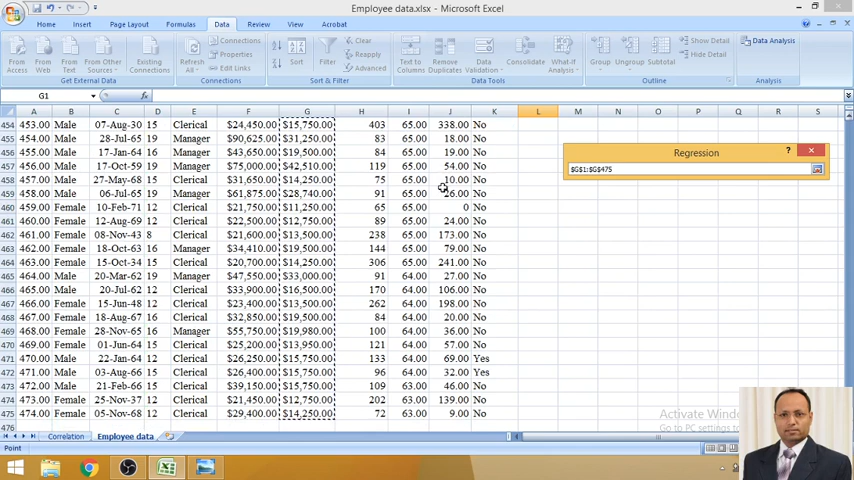 Employee data.xlsx - Microsoft Excel
Home Insert Page Layout Formulas Data Review View Acrobat
From Access From Web From Text From Other Sources Existing Connections Refresh All Connections Properties Edit Links Sort Filter Clear Reapply Advanced Text to Columns Remove Duplicates Data Validation Consolidate What-If Analysis Group Ungroup Subtotal Show Detail Hide Detail Data Analysis
Get External Data Connections Sort & Filter Data Tools Outline Analysis
G1
A B C D E F G H I J K L M N O P Q R S
454 453.00 Male 07-Aug-30 15 Clerical $24,450.00 $15,750.00 403 65.00 338.00 No
455 454.00 Male 28-Jul-65 19 Manager $90,625.00 $31,250.00 83 65.00 18.00 No
456 455.00 Male 17-Jan-64 16 Manager $43,650.00 $19,500.00 84 65.00 19.00 No
457 456.00 Male 17-Oct-59 16 Manager $75,000.00 $42,510.00 119 65.00 54.00 No
458 457.00 Male 27-May-68 15 Clerical $31,650.00 $14,250.00 75 65.00 10.00 No
459 458.00 Male 06-Jul-65 19 Manager $61,875.00 $28,740.00 91 65.00 26.00 No
460 459.00 Female 10-Feb-71 12 Clerical $21,750.00 $11,250.00 65 65.00 0 No
461 460.00 Female 12-Aug-69 12 Clerical $22,500.00 $12,750.00 89 65.00 24.00 No
462 461.00 Female 08-Nov-43 8 Clerical $21,600.00 $13,500.00 238 65.00 173.00 No
463 462.00 Male 18-Oct-63 16 Manager $34,410.00 $19,500.00 144 65.00 79.00 No
464 463.00 Male 15-Oct-34 15 Clerical $20,700.00 $14,250.00 306 65.00 241.00 No
465 464.00 Male 20-Mar-62 19 Manager $47,550.00 $33,000.00 91 64.00 27.00 No
466 465.00 Male 20-Jul-62 12 Clerical $33,900.00 $16,500.00 170 64.00 106.00 No
467 466.00 Female 15-Jun-48 12 Clerical $23,400.00 $13,500.00 262 64.00 198.00 No
468 467.00 Male 18-Aug-67 16 Clerical $32,850.00 $19,500.00 84 64.00 20.00 No
469 468.00 Female 28-Nov-65 16 Manager $55,750.00 $19,980.00 100 64.00 36.00 No
470 469.00 Female 01-Jun-64 15 Clerical $25,200.00 $13,950.00 121 64.00 57.00 No
471 470.00 Male 22-Jan-64 12 Clerical $26,250.00 $15,750.00 133 64.00 69.00 Yes
472 471.00 Male 03-Aug-66 15 Clerical $26,400.00 $15,750.00 96 64.00 32.00 Yes
473 472.00 Male 21-Feb-66 15 Clerical $39,150.00 $15,750.00 109 63.00 46.00 No
474 473.00 Female 25-Nov-37 12 Clerical $21,450.00 $12,750.00 202 63.00 139.00 No
475 474.00 Female 05-Nov-68 12 Clerical $29,400.00 $14,250.00 72 63.00 9.00 No
476
Regression
$G$1:$G$475
Correlation Employee data
Activate Wind
Go to PC settings to
Point